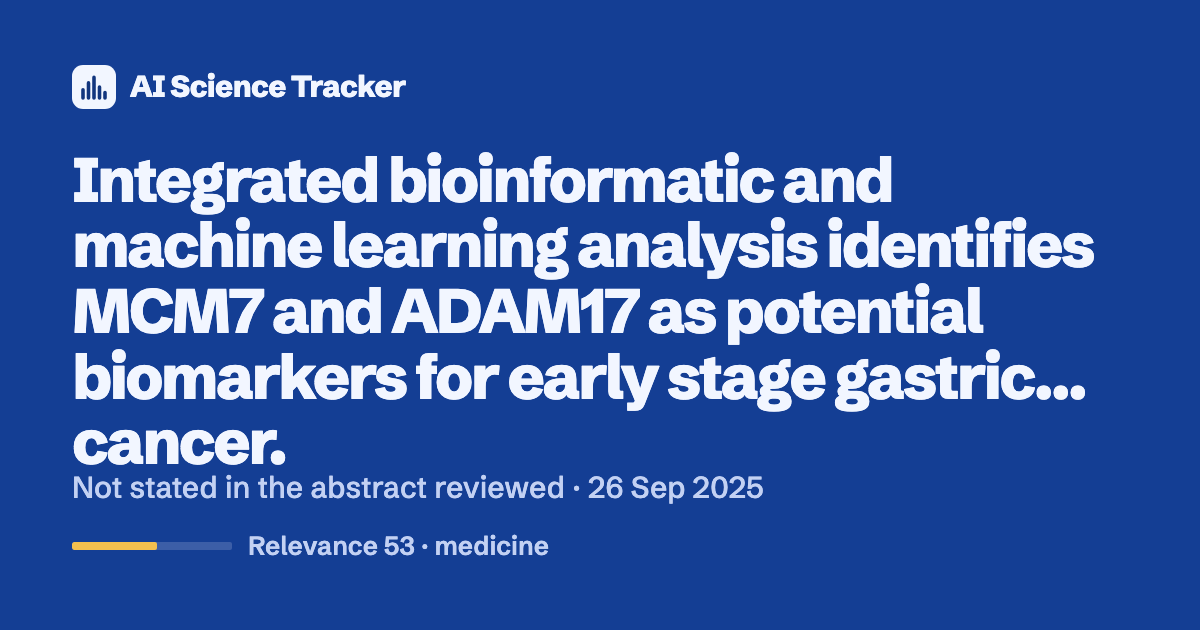 AI Science Tracker
Integrated bioinformatic and
machine learning analysis identifies
MCM7 and ADAM17 as potential
biomarkers for early stage gastric...
cancer.
Not stated in the abstract reviewed · 26 Sep 2025
Relevance 53 · medicine